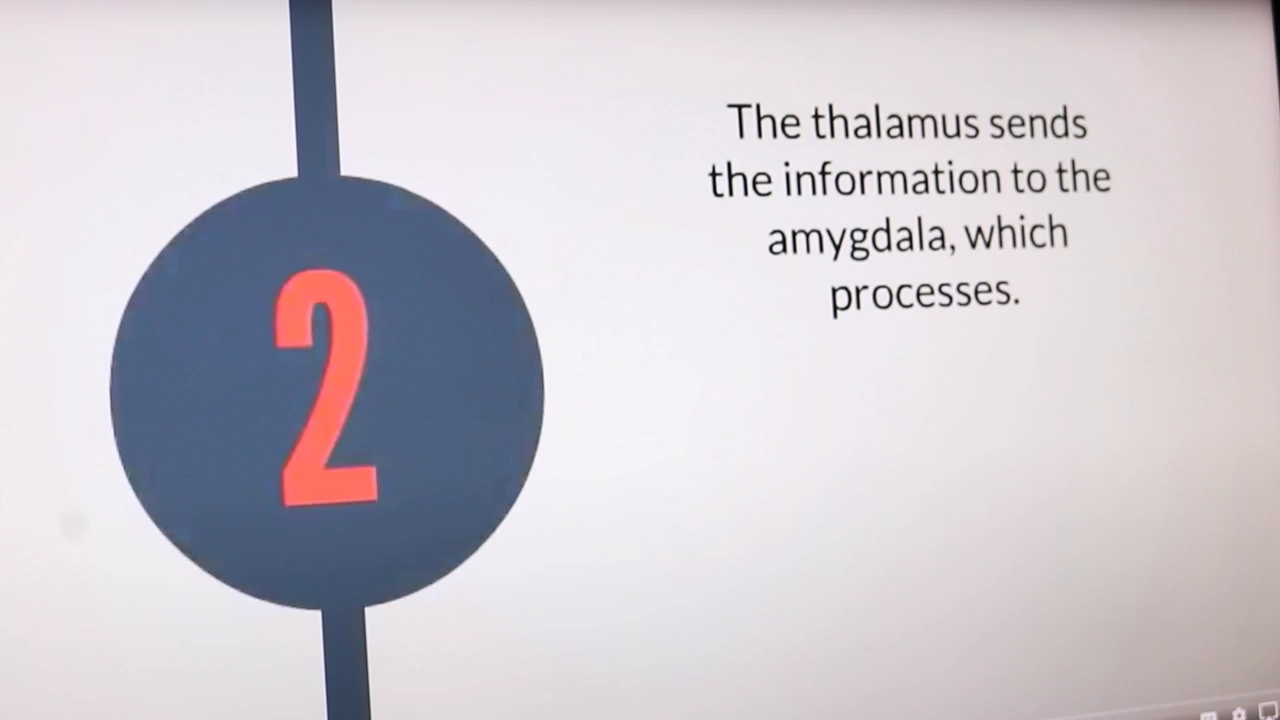 2
The thalamus sends
the information to the
amygdala, which
processes.